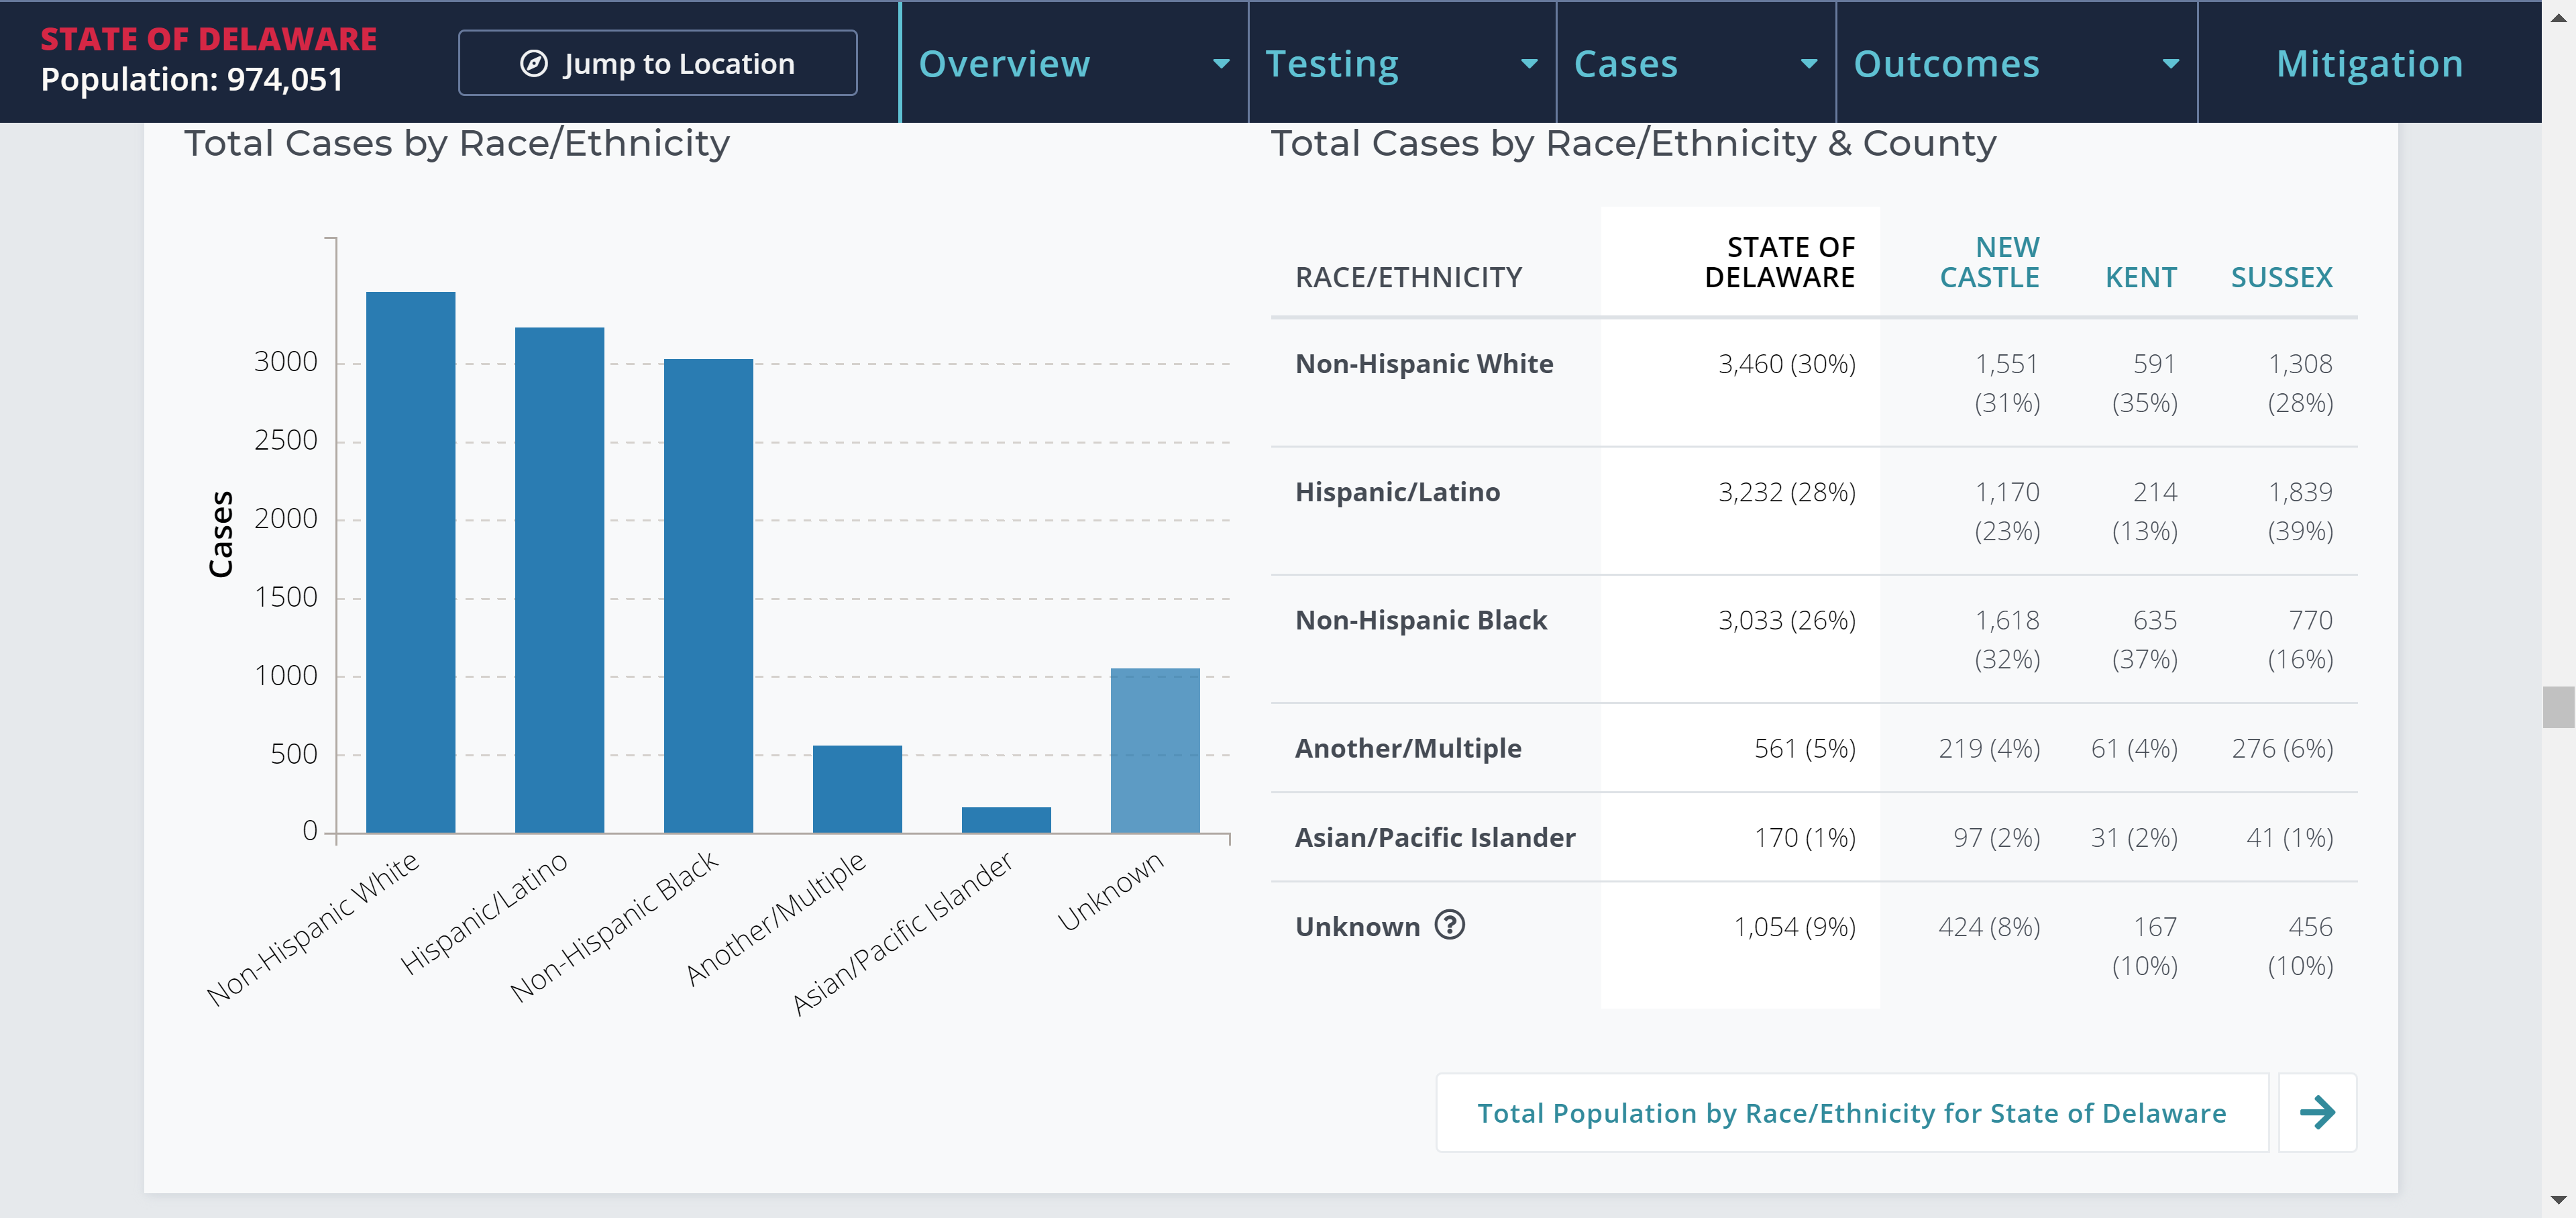 STATE OF DELAWARE
Population: 974,051
Jump to Location
Overview
Testing
Cases
Outcomes
Mitigation
Total Cases by Race/Ethnicity
Cases
3000
2500
2000
1500
1000
500
0
Non-Hispanic White
Hispanic/Latino
Non-Hispanic Black
Another/Multiple
Asian/Pacific Islander
Unknown
Total Cases by Race/Ethnicity & County
RACE/ETHNICITY
STATE OF
DELAWARE
NEW
CASTLE
KENT
SUSSEX
Non-Hispanic White 3,460 (30%) 1,551 591 1,308
(31%) (35%) (28%)
Hispanic/Latino 3,232 (28%) 1,170 214 1,839
(23%) (13%) (39%)
Non-Hispanic Black 3,033 (26%) 1,618 635 770
(32%) (37%) (16%)
Another/Multiple 561 (5%) 219 (4%) 61 (4%) 276 (6%)
Asian/Pacific Islander 170 (1%) 97 (2%) 31 (2%) 41 (1%)
Unknown ? 1,054 (9%) 424 (8%) 167 456
(10%) (10%)
Total Population by Race/Ethnicity for State of Delaware